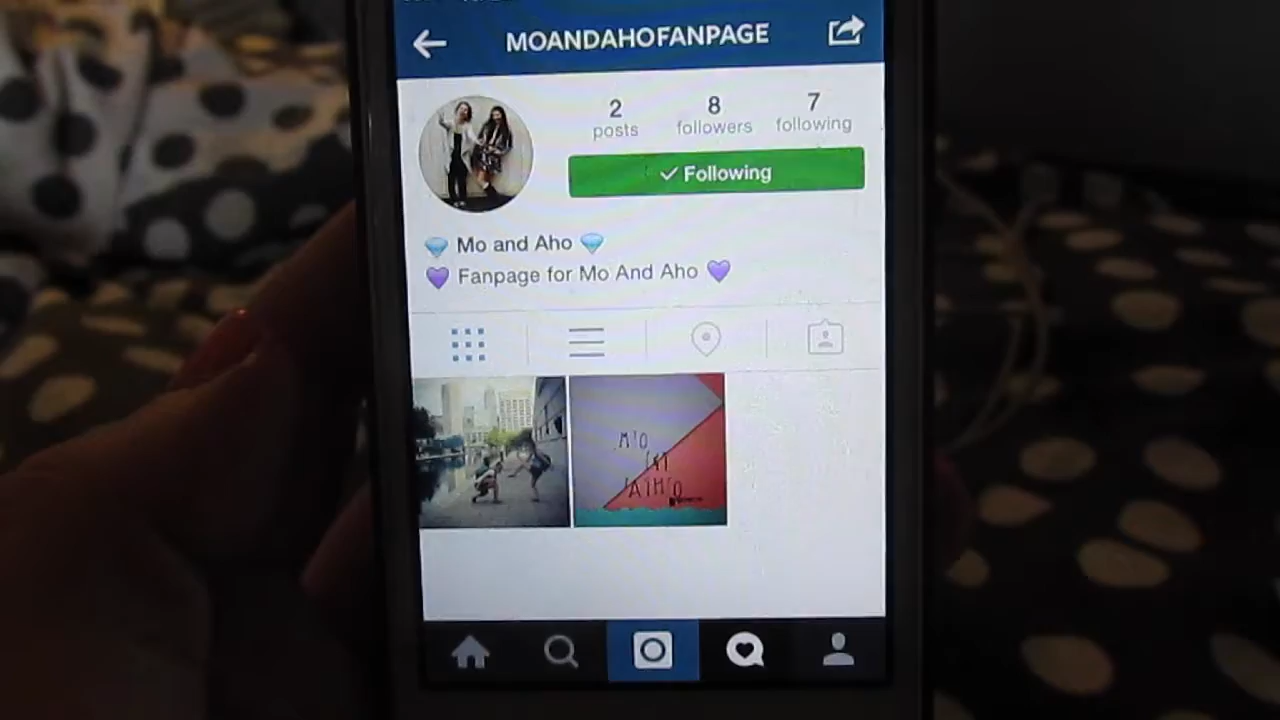 MOANDAHOFANPAGE
2 8 7
posts followers following
✓ Following
💎 Mo and Aho 💎
💜 Fanpage for Mo And Aho 💜
MO
AHO